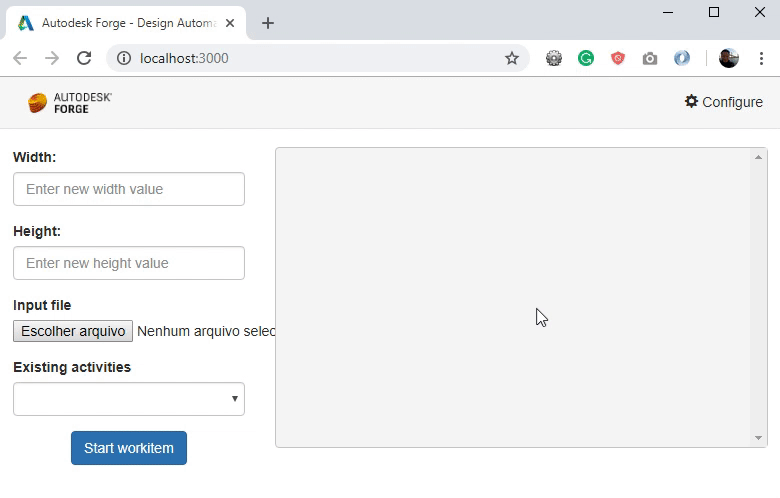 Autodesk Forge - Design Autom
localhost:3000
AUTODESK®
FORGE
Configure
Width:
Enter new width value
Height:
Enter new height value
Input file
Escolher arquivo Nenhum arquivo selec
Existing activities
Start workitem